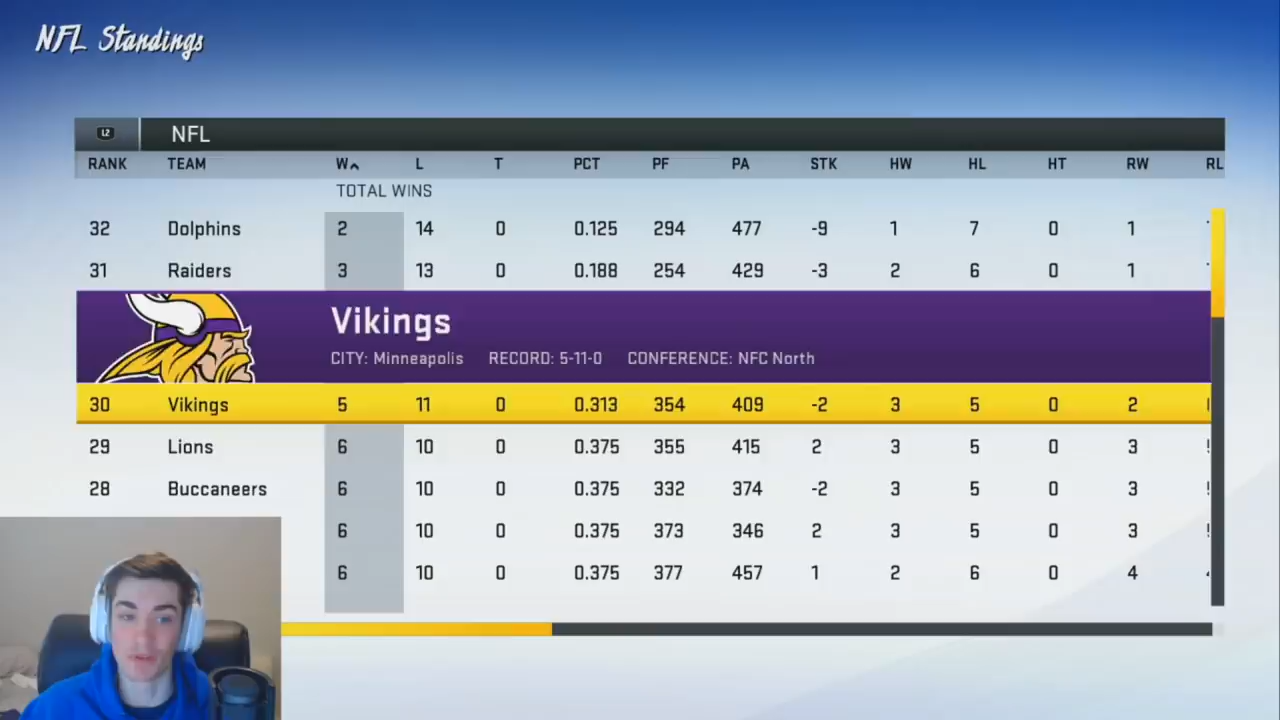 NFL Standings
L2 NFL
RANK TEAM W L T PCT PF PA STK HW HL HT RW RL
TOTAL WINS
32 Dolphins 2 14 0 0.125 294 477 -9 1 7 0 1
31 Raiders 3 13 0 0.188 254 429 -3 2 6 0 1
Vikings
CITY: Minneapolis RECORD: 5-11-0 CONFERENCE: NFC North
30 Vikings 5 11 0 0.313 354 409 -2 3 5 0 2
29 Lions 6 10 0 0.375 355 415 2 3 5 0 3
28 Buccaneers 6 10 0 0.375 332 374 -2 3 5 0 3
6 10 0 0.375 373 346 2 3 5 0 3
6 10 0 0.375 377 457 1 2 6 0 4